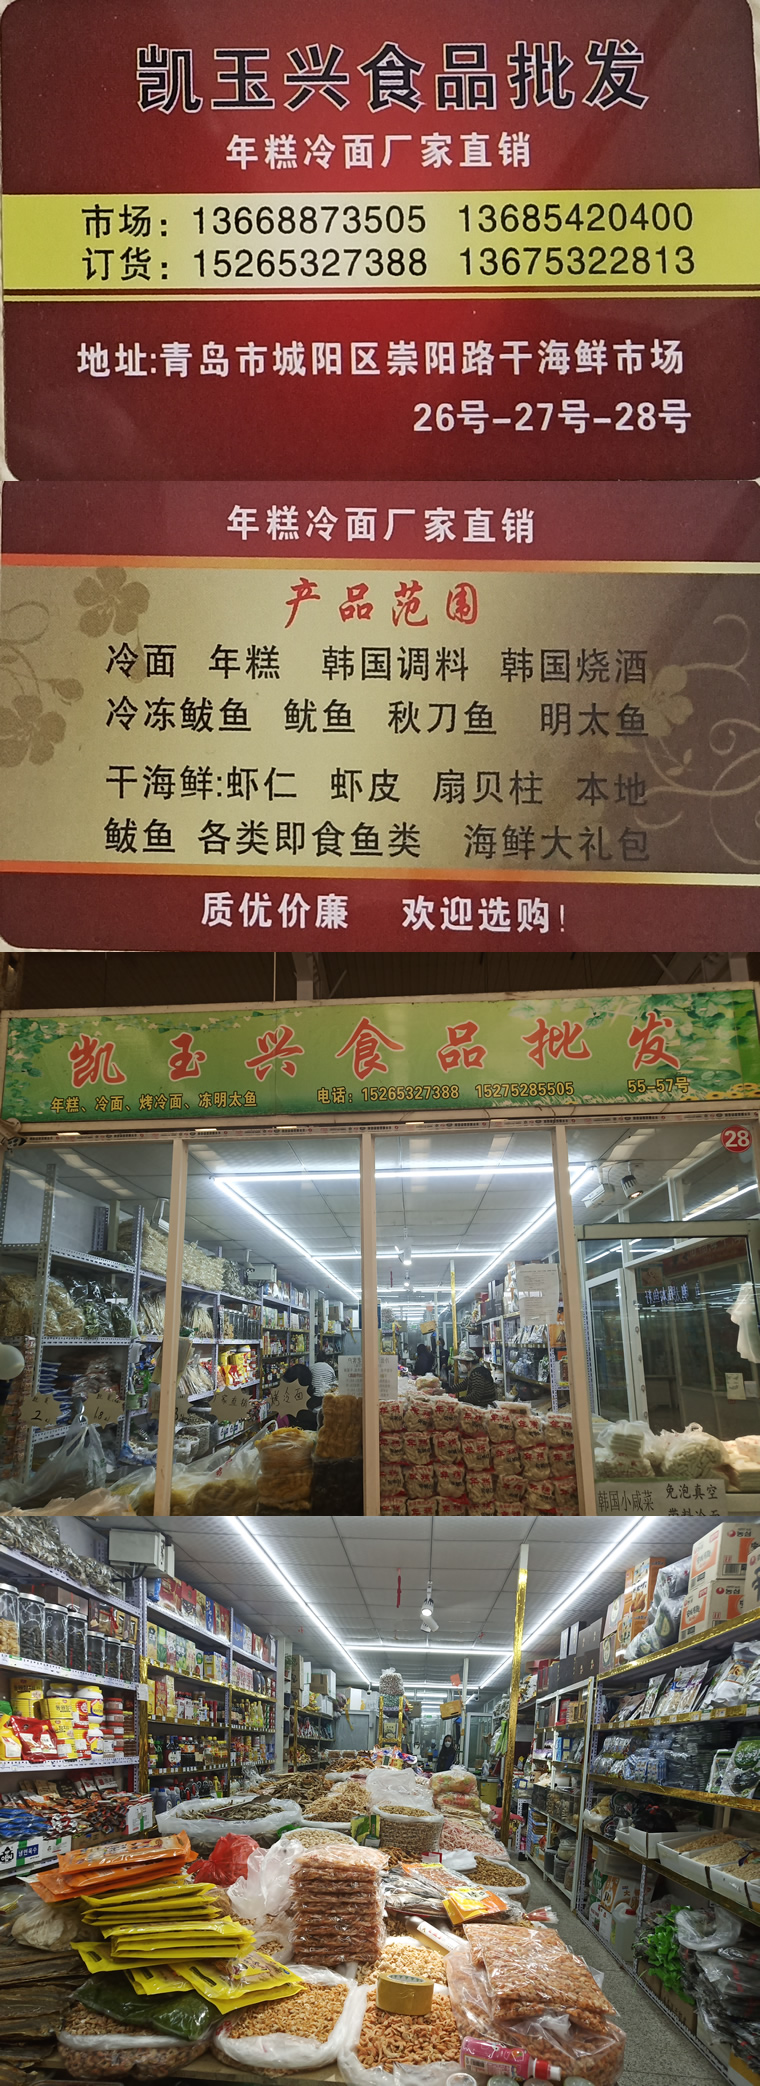 凯玉兴食品批发
年糕冷面厂家直销
市场：13668873505 13685420400
订货：15265327388 13675322813
地址:青岛市城阳区崇阳路干海鲜市场
26号-27号-28号
年糕冷面厂家直销
产品范围
冷面 年糕 韩国调料 韩国烧酒
冷冻鲅鱼 鱿鱼 秋刀鱼 明太鱼
干海鲜:虾仁 虾皮 扇贝柱 本地
鲅鱼 各类即食鱼类 海鲜大礼包
质优价廉 欢迎选购!
凯玉兴食品批发
年糕、冷面、烤冷面、冻明太鱼 电话：15265327388 15275285505 55-57号
28
韩国小咸菜
免泡真空